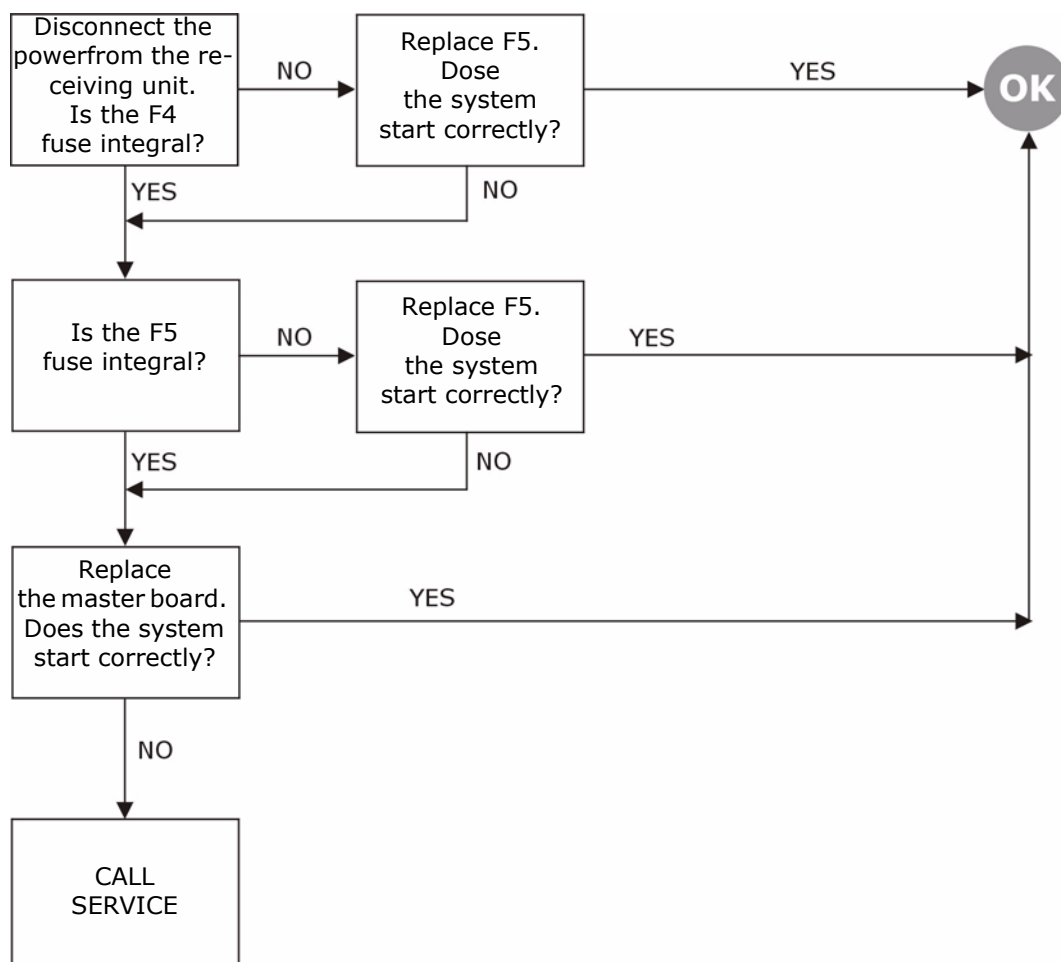 Disconnect the
powerfrom the re-
ceiving unit.
Is the F4
fuse integral?
NO
Replace F5.
Dose
the system
start correctly?
YES
OK
YES
NO
Is the F5
fuse integral?
NO
Replace F5.
Dose
the system
start correctly?
YES
YES
NO
Replace
the master board.
Does the system
start correctly?
YES
NO
CALL
SERVICE